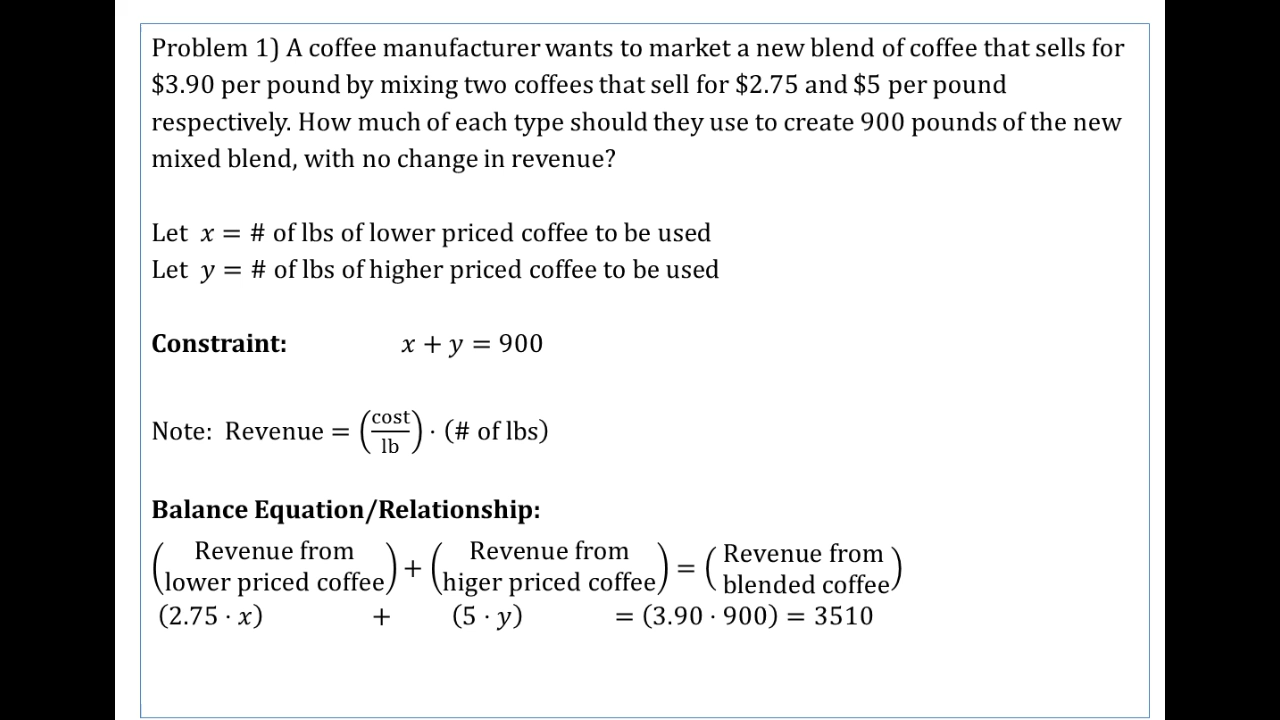 Problem 1) A coffee manufacturer wants to market a new blend of coffee that sells for
$3.90 per pound by mixing two coffees that sell for $2.75 and $5 per pound
respectively. How much of each type should they use to create 900 pounds of the new
mixed blend, with no change in revenue?
Let x = # of lbs of lower priced coffee to be used
Let y = # of lbs of higher priced coffee to be used
Constraint: x + y = 900
Note: Revenue = (cost/lb) · (# of lbs)
Balance Equation/Relationship:
(Revenue from lower priced coffee) + (Revenue from higer priced coffee) = (Revenue from blended coffee)
(2.75 · x) + (5 · y) = (3.90 · 900) = 3510